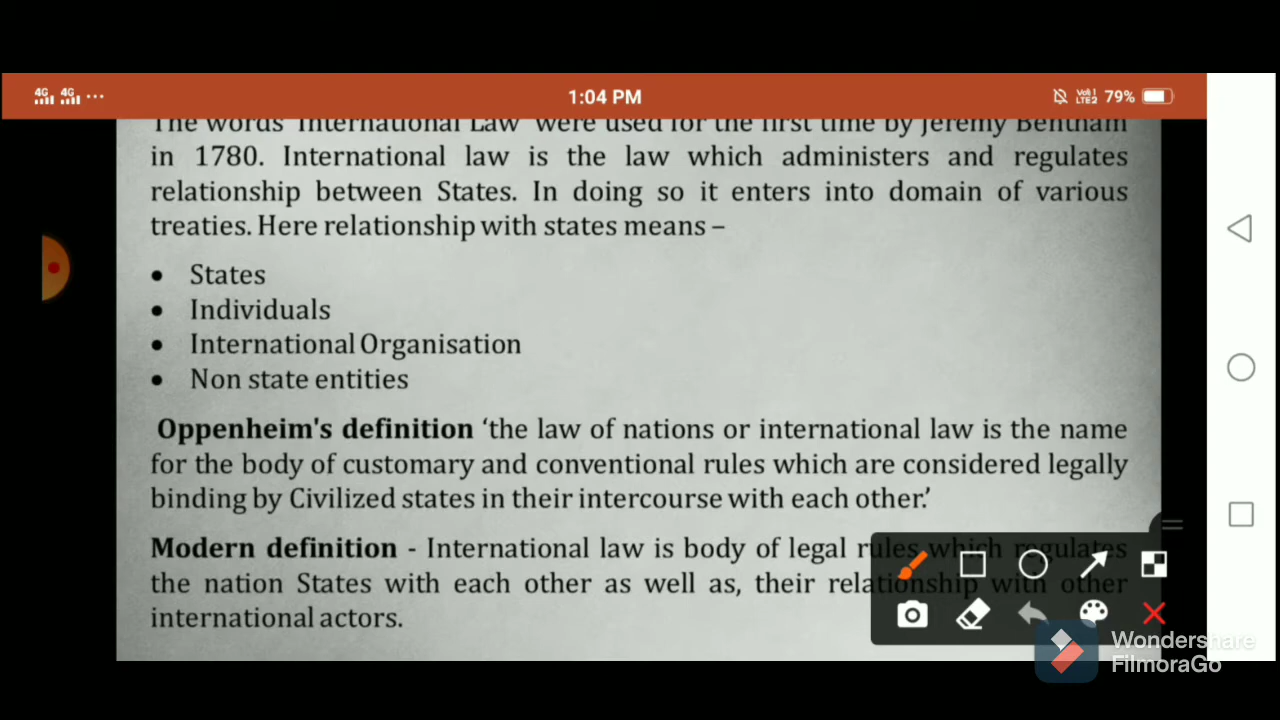 4G 4G ... 1:04 PM VoI1 LTE2 79%
The words 'International Law' were used for the first time by Jeremy Bentham
in 1780. International law is the law which administers and regulates
relationship between States. In doing so it enters into domain of various
treaties. Here relationship with states means –
• States
• Individuals
• International Organisation
• Non state entities
Oppenheim's definition ‘the law of nations or international law is the name
for the body of customary and conventional rules which are considered legally
binding by Civilized states in their intercourse with each other.’
Modern definition - International law is body of legal rules which regulates
the nation States with each other as well as, their relationship with other
international actors.
Wondershare
FilmoraGo